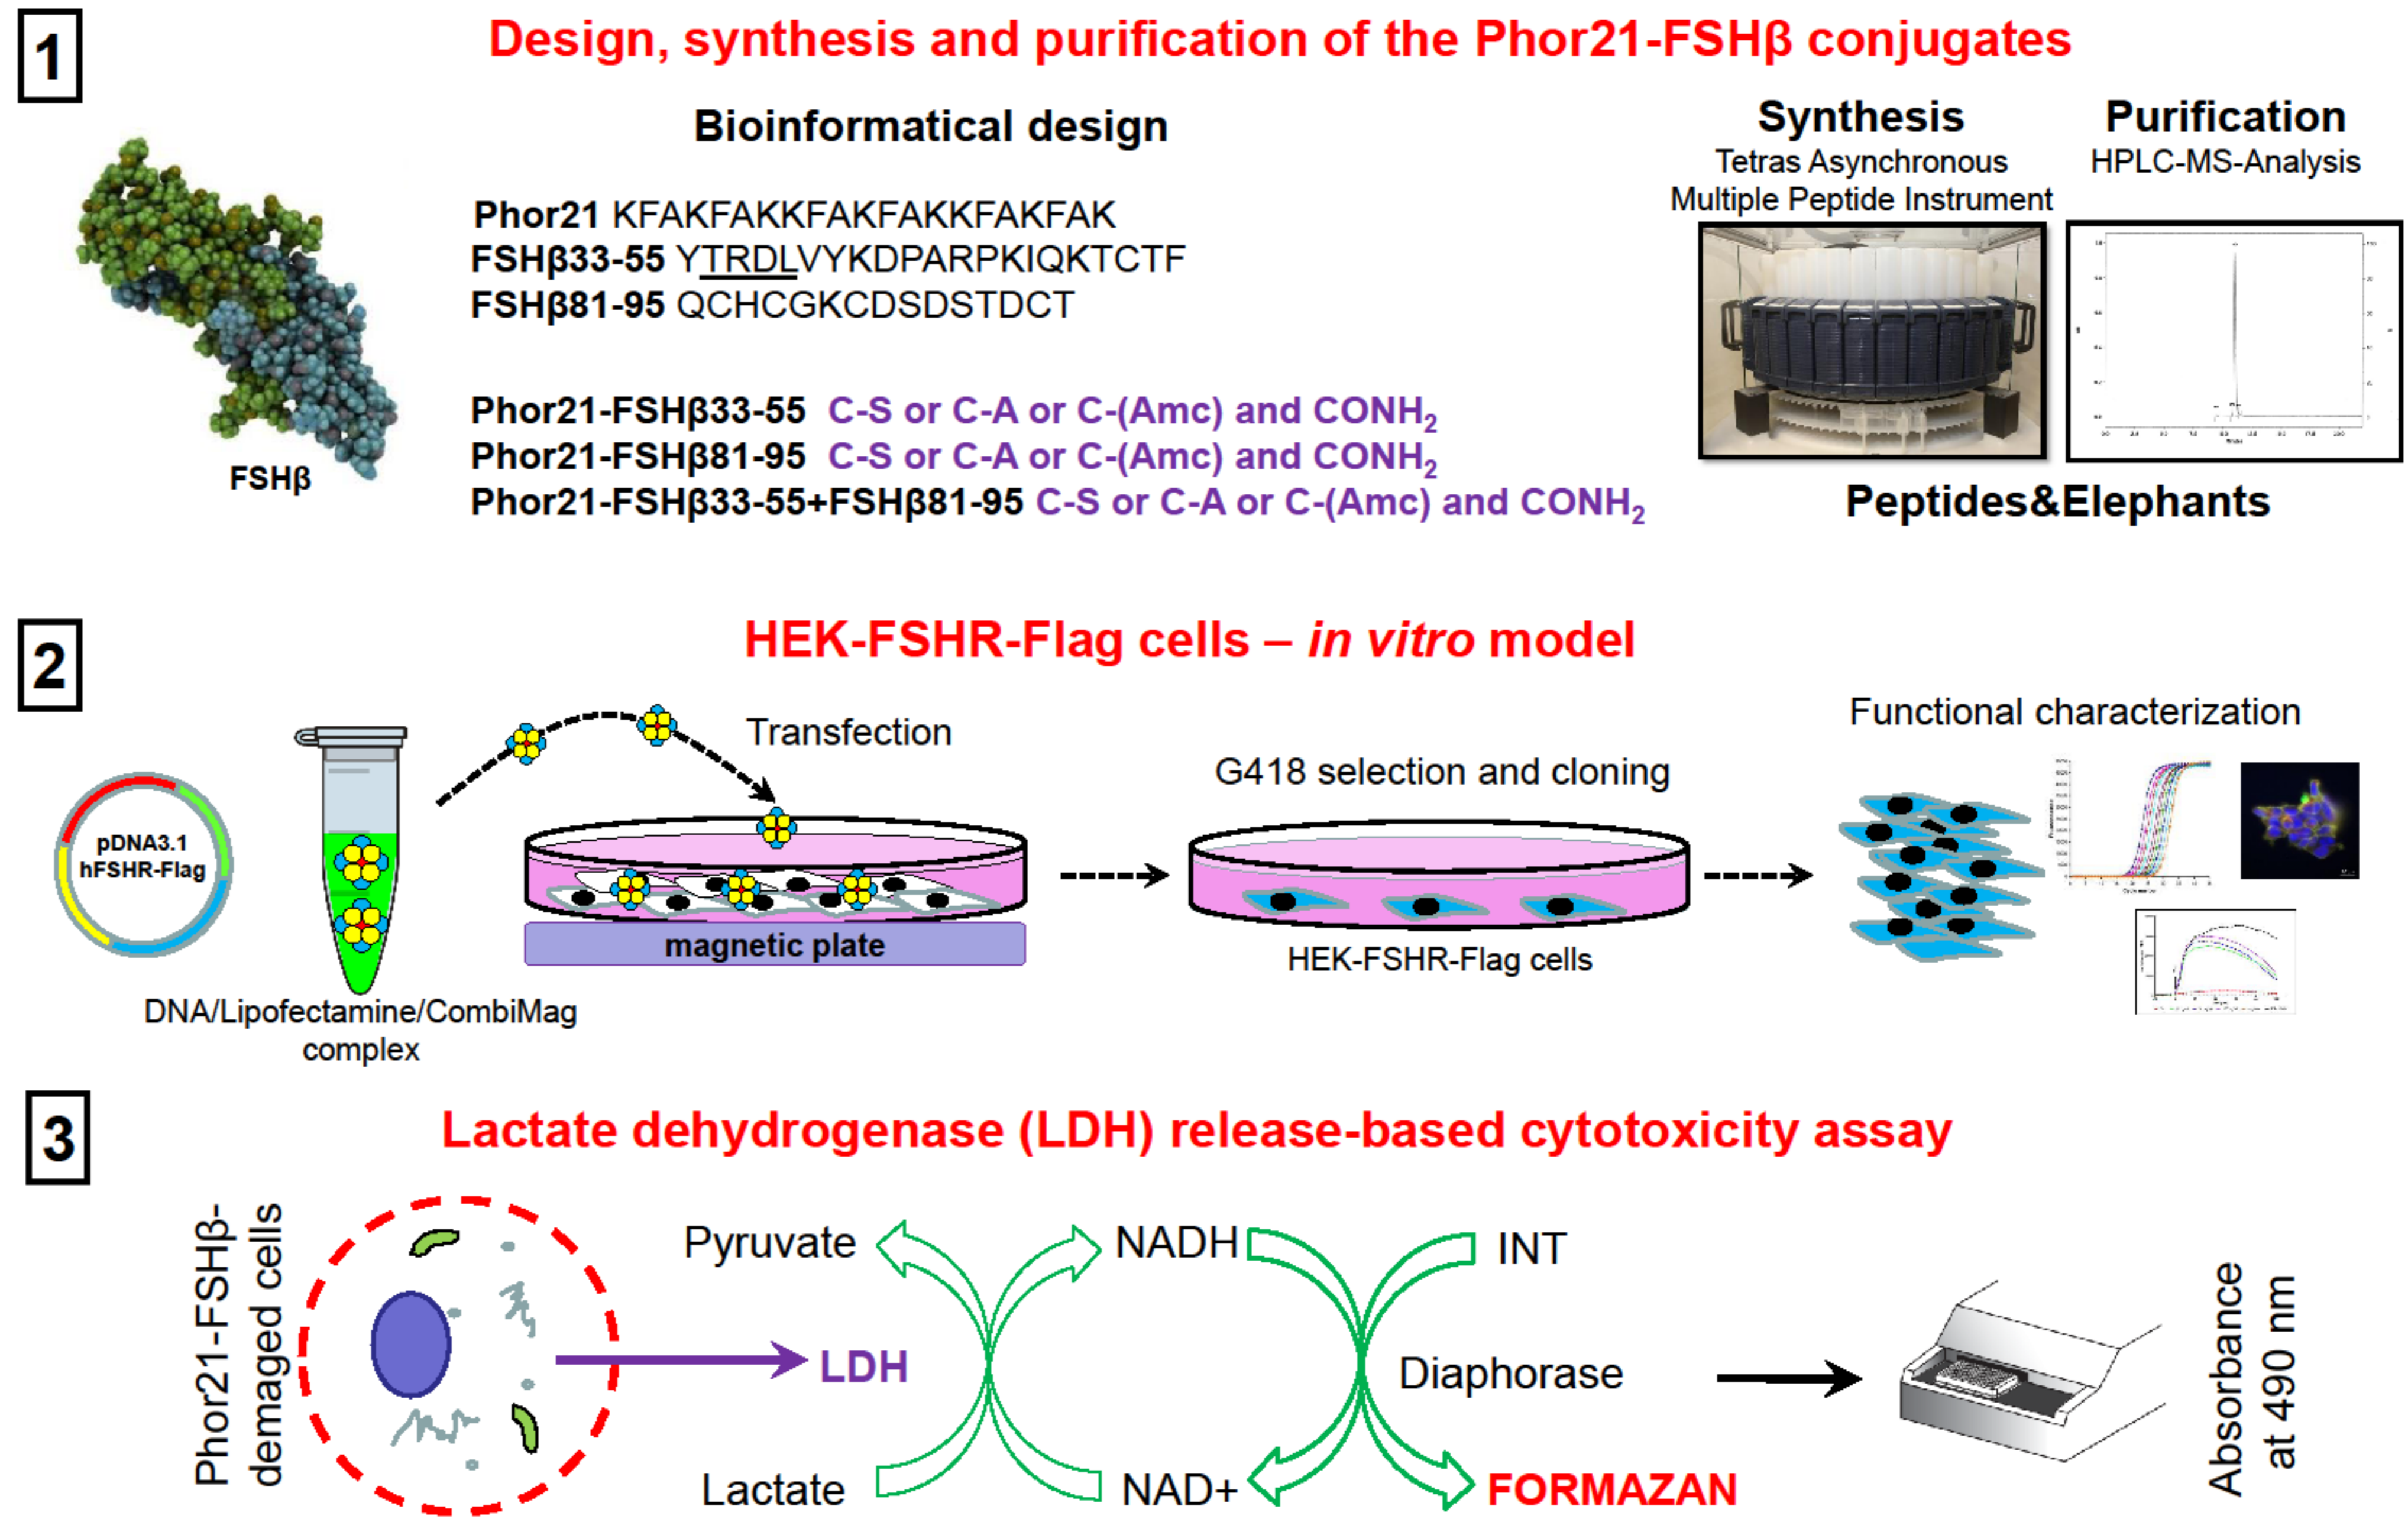 1
Design, synthesis and purification of the Phor21-FSHβ conjugates
Bioinformatical design
Phor21 KFAKFAKKFAKFAKKFAKFAK
FSHβ33-55 YTRDLVYKDPARPKIQKTCTF
FSHβ81-95 QCHCGKCDSDSTDCT
Phor21-FSHβ33-55 C-S or C-A or C-(Amc) and CONH₂
Phor21-FSHβ81-95 C-S or C-A or C-(Amc) and CONH₂
Phor21-FSHβ33-55+FSHβ81-95 C-S or C-A or C-(Amc) and CONH₂
FSHβ
Synthesis
Tetras Asynchronous
Multiple Peptide Instrument
Purification
HPLC-MS-Analysis
Peptides&Elephants
2
HEK-FSHR-Flag cells – in vitro model
pDNA3.1
hFSHR-Flag
DNA/Lipofectamine/CombiMag
complex
Transfection
magnetic plate
G418 selection and cloning
HEK-FSHR-Flag cells
Functional characterization
3
Lactate dehydrogenase (LDH) release-based cytotoxicity assay
Phor21-FSHβ-
demaged cells
LDH
Pyruvate
Lactate
NADH
NAD+
INT
Diaphorase
FORMAZAN
Absorbance
at 490 nm